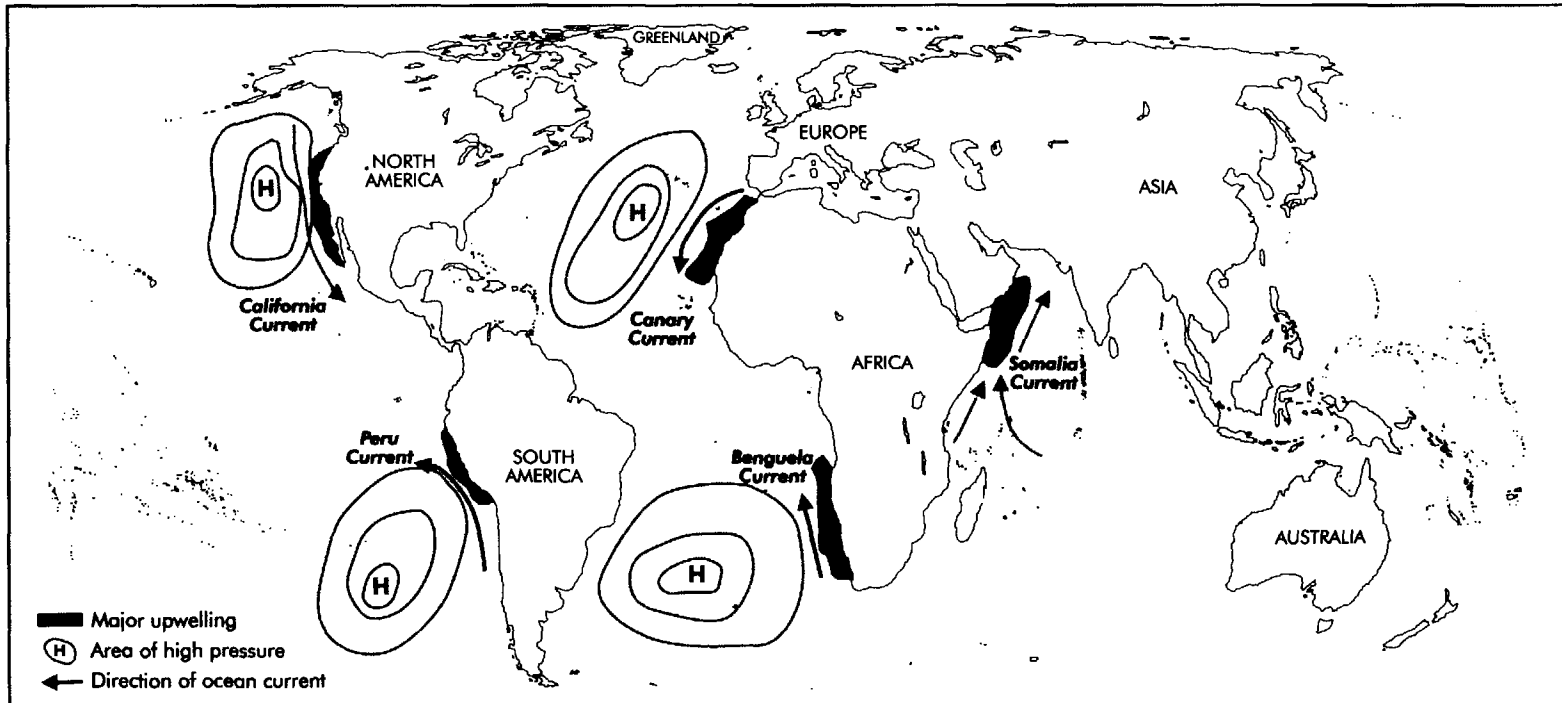 GREENLAND
EUROPE
NORTH
AMERICA
ASIA
H
H
California
Current
Canary
Current
AFRICA
Somalia
Current
Peru
Current
SOUTH
AMERICA
Benguela
Current
AUSTRALIA
H
H
Major upwelling
H Area of high pressure
Direction of ocean current